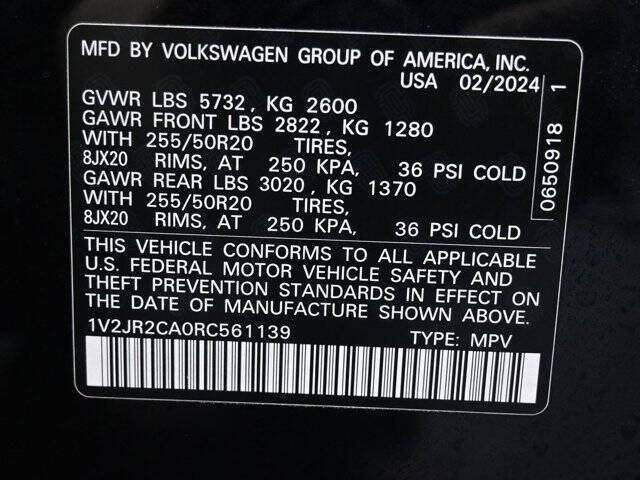 MFD BY VOLKSWAGEN GROUP OF AMERICA, INC.
USA 02/2024
GVWR LBS 5732, KG 2600
GAWR FRONT LBS 2822, KG 1280
WITH 255/50R20 TIRES,
8JX20 RIMS, AT 250 KPA, 36 PSI COLD
GAWR REAR LBS 3020, KG 1370
WITH 255/50R20 TIRES,
8JX20 RIMS, AT 250 KPA, 36 PSI COLD
THIS VEHICLE CONFORMS TO ALL APPLICABLE
U.S. FEDERAL MOTOR VEHICLE SAFETY AND
THEFT PREVENTION STANDARDS IN EFFECT ON
THE DATE OF MANUFACTURE SHOWN ABOVE.
1V2JR2CA0RC561139 TYPE: MPV
0650918 1